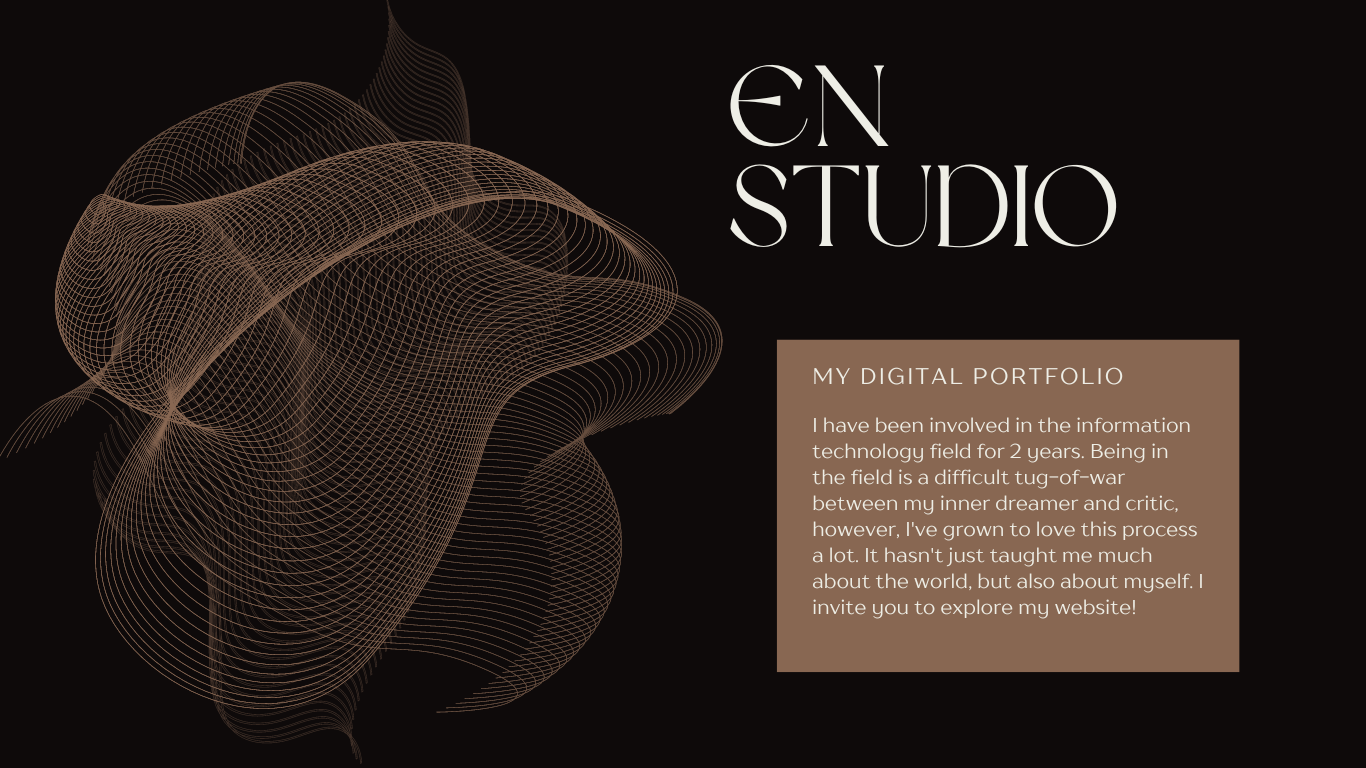 EN
STUDIO
MY DIGITAL PORTFOLIO
I have been involved in the information
technology field for 2 years. Being in
the field is a difficult tug-of-war
between my inner dreamer and critic,
however, I've grown to love this process
a lot. It hasn't just taught me much
about the world, but also about myself. I
invite you to explore my website!